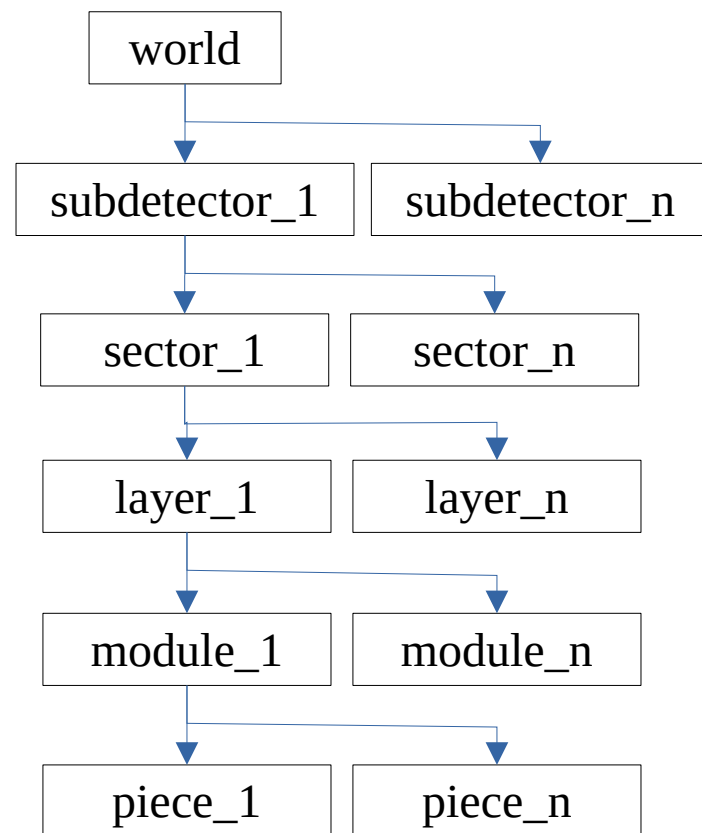 world
subdetector_1 subdetector_n
sector_1 sector_n
layer_1 layer_n
module_1 module_n
piece_1 piece_n